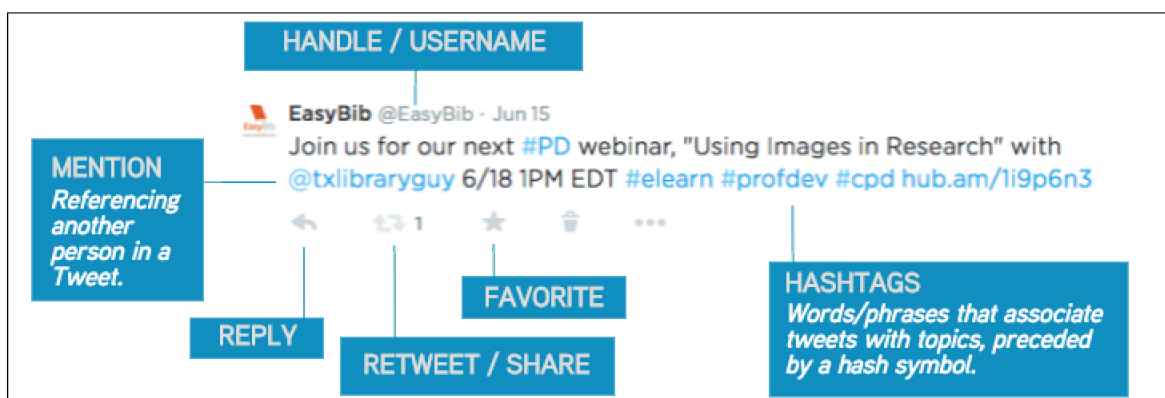 HANDLE / USERNAME
EasyBib
EasyBib @EasyBib · Jun 15
Join us for our next #PD webinar, "Using Images in Research" with
@txlibraryguy 6/18 1PM EDT #elearn #profdev #cpd hub.am/1i9p6n3
1
MENTION
Referencing
another
person in a
Tweet.
REPLY
RETWEET / SHARE
FAVORITE
HASHTAGS
Words/phrases that associate
tweets with topics, preceded
by a hash symbol.